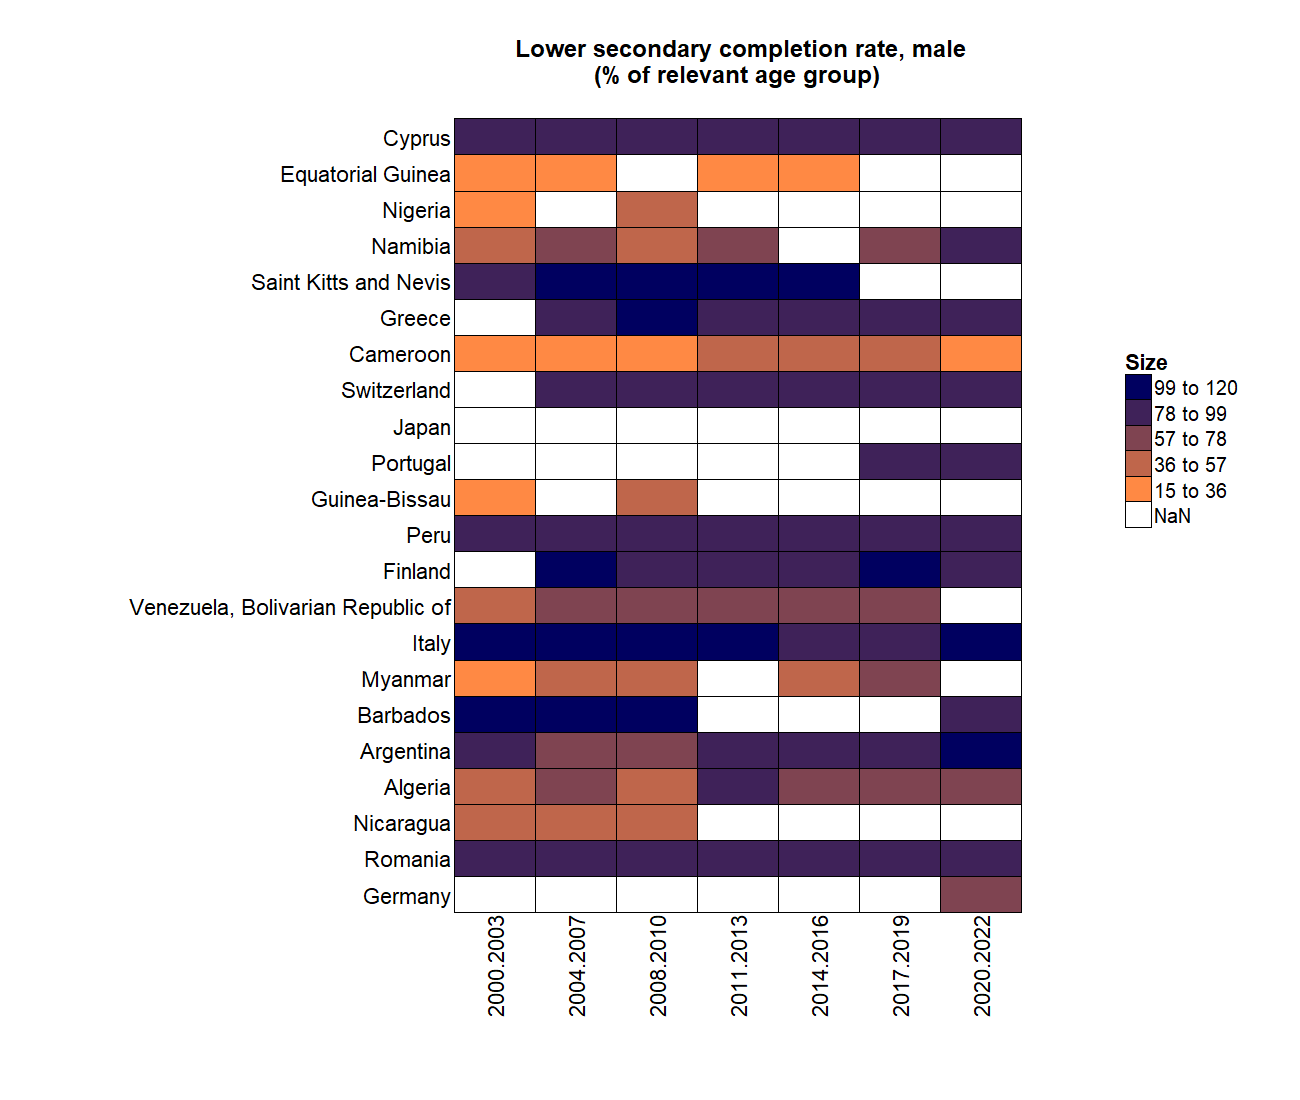 Lower secondary completion rate, male
(% of relevant age group)
Cyprus
Equatorial Guinea
Nigeria
Namibia
Saint Kitts and Nevis
Greece
Cameroon
Switzerland
Japan
Portugal
Guinea-Bissau
Peru
Finland
Venezuela, Bolivarian Republic of
Italy
Myanmar
Barbados
Argentina
Algeria
Nicaragua
Romania
Germany
2000.2003
2004.2007
2008.2010
2011.2013
2014.2016
2017.2019
2020.2022
Size
99 to 120
78 to 99
57 to 78
36 to 57
15 to 36
NaN